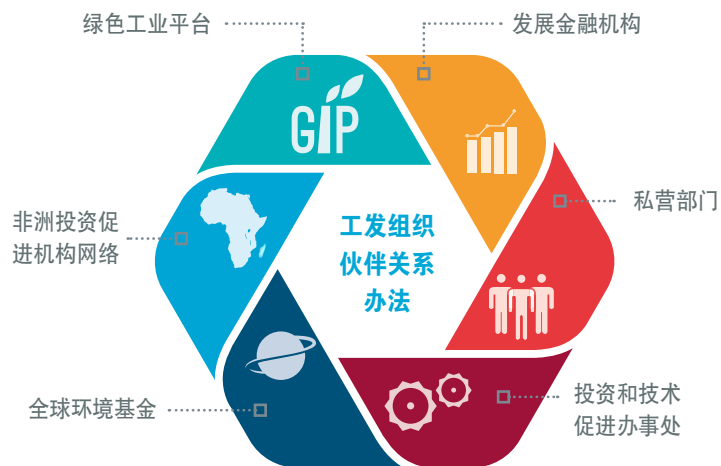 绿色工业平台
发展金融机构
GIP
私营部门
非洲投资促
进机构网络
工发组织
伙伴关系
办法
全球环境基金
投资和技术
促进办事处